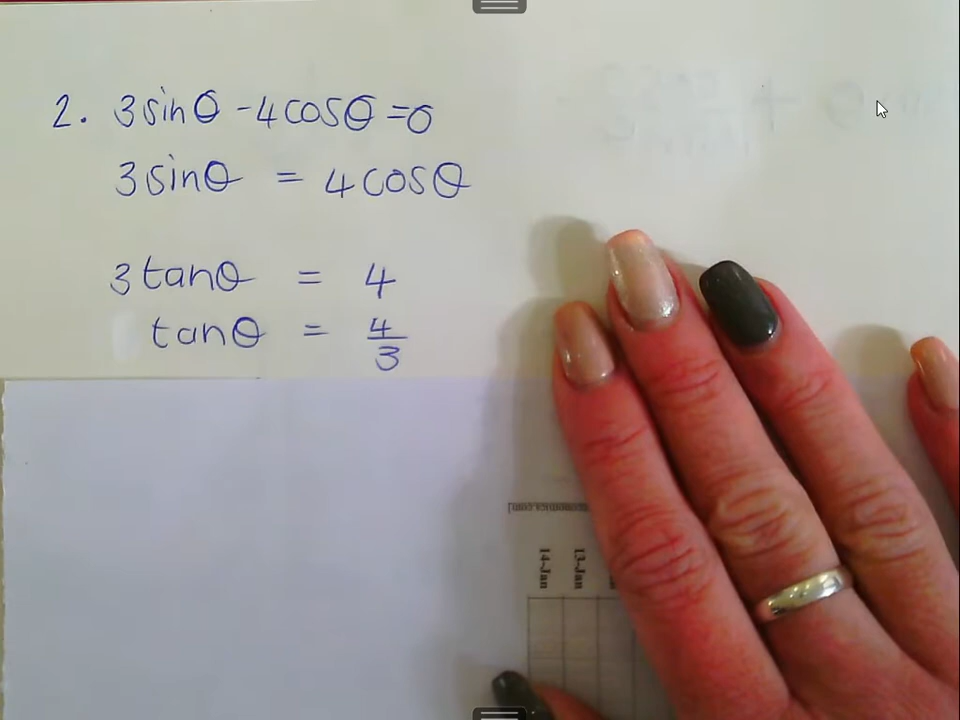 2. 3sinθ - 4cosθ = 0
3sinθ = 4cosθ
3tanθ = 4
tanθ = 4/3
14-Jan
13-Jan